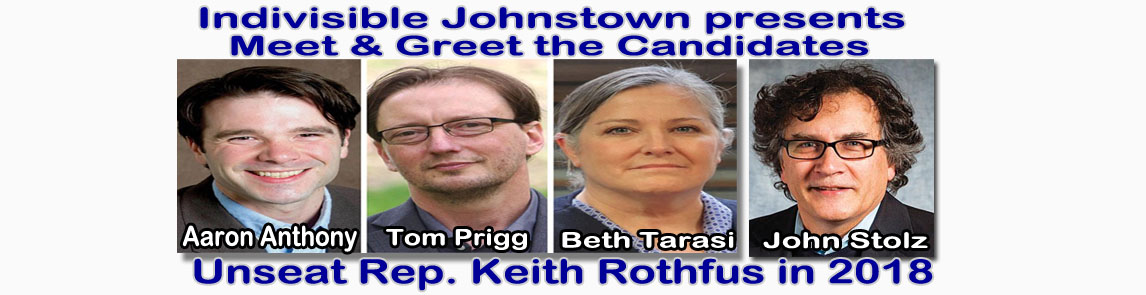 Indivisible Johnstown presents
Meet & Greet the Candidates
Aaron Anthony Tom Prigg Beth Tarasi John Stolz
Unseat Rep. Keith Rothfus in 2018